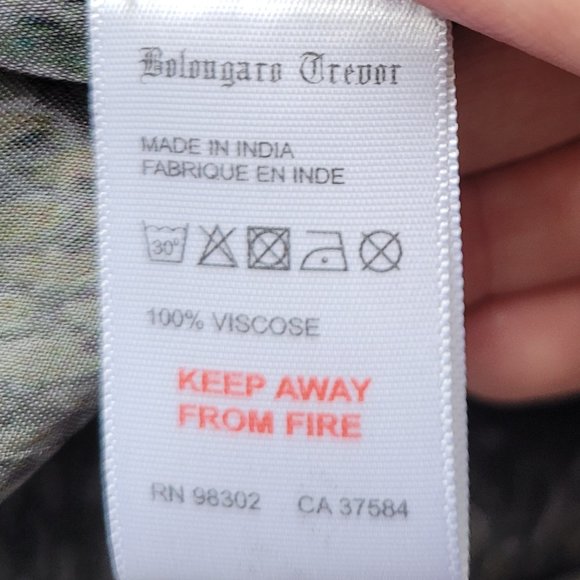 Bolongaro Trevor
MADE IN INDIA
FABRIQUE EN INDE
30°
100% VISCOSE
KEEP AWAY
FROM FIRE
RN 98302 CA 37584